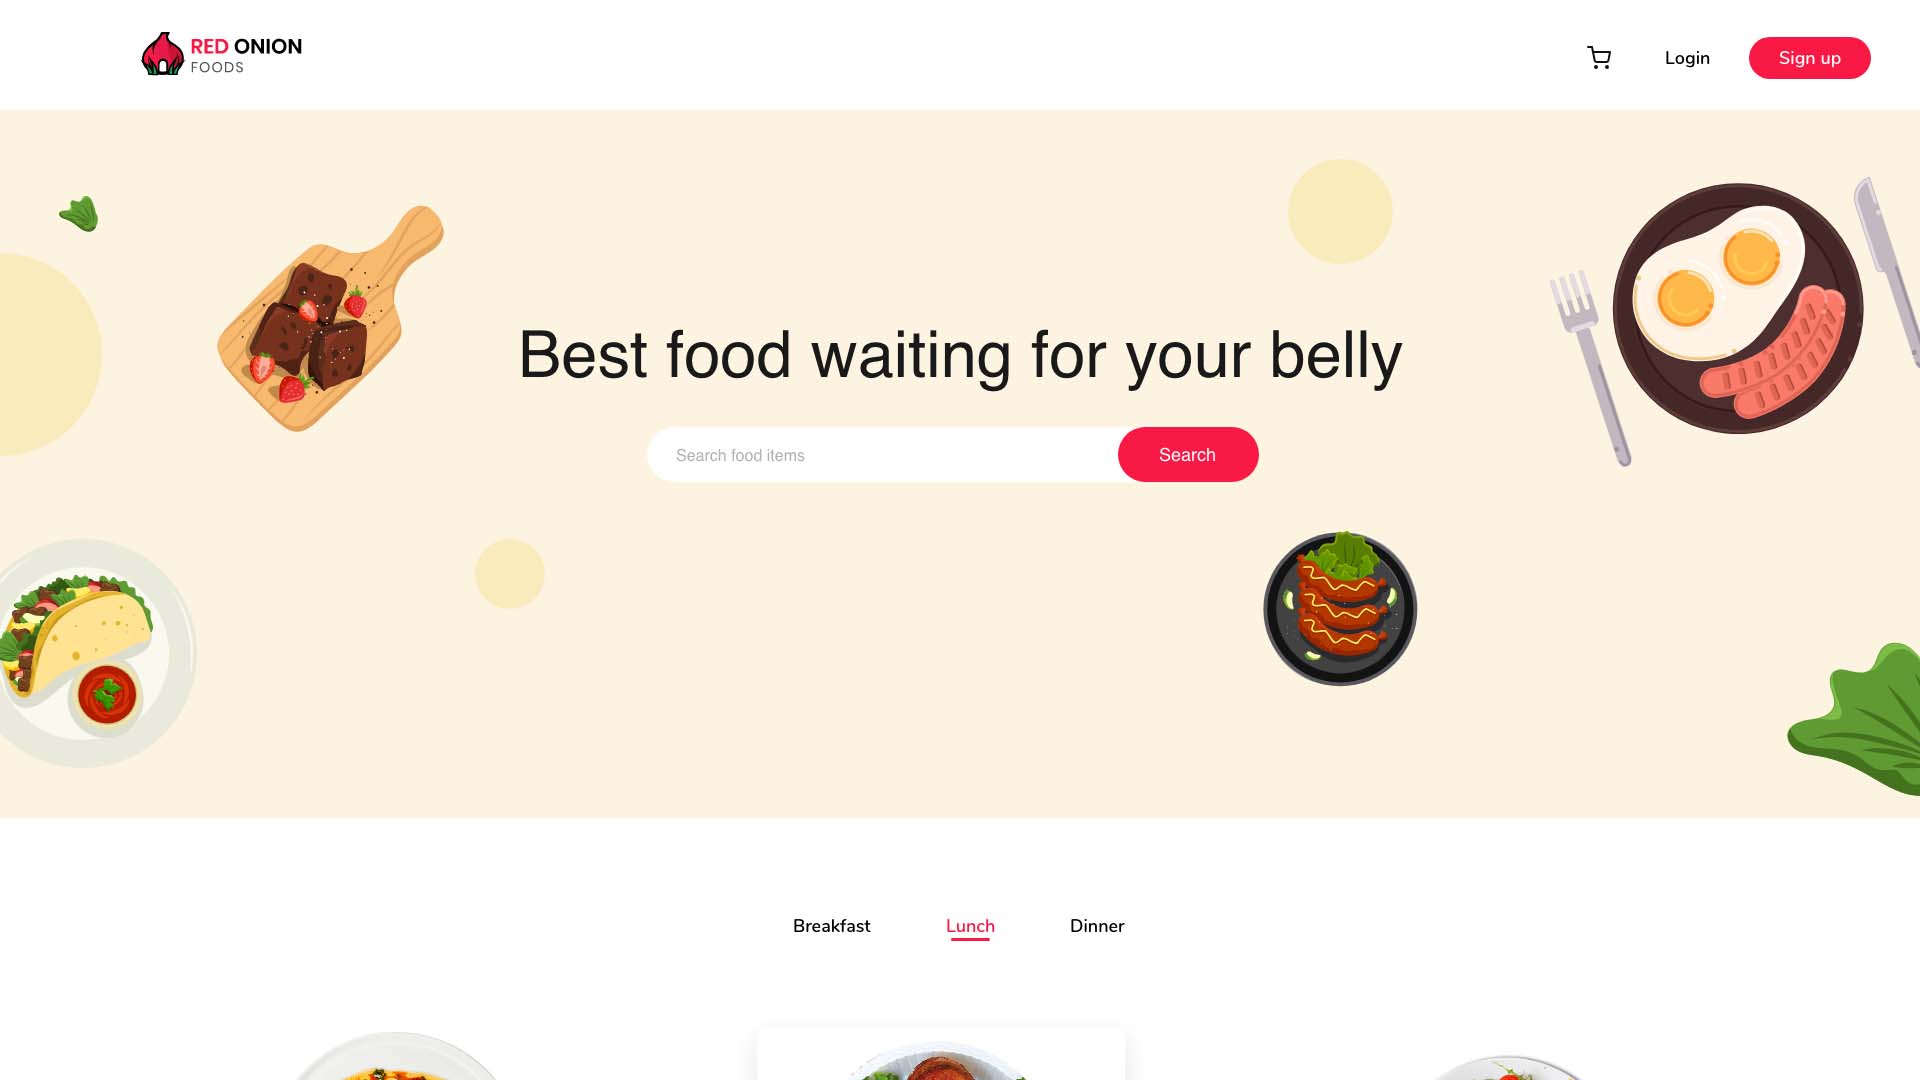 RED ONION
FOODS
Login
Sign up
Best food waiting for your belly
Search food items
Search
Breakfast
Lunch
Dinner